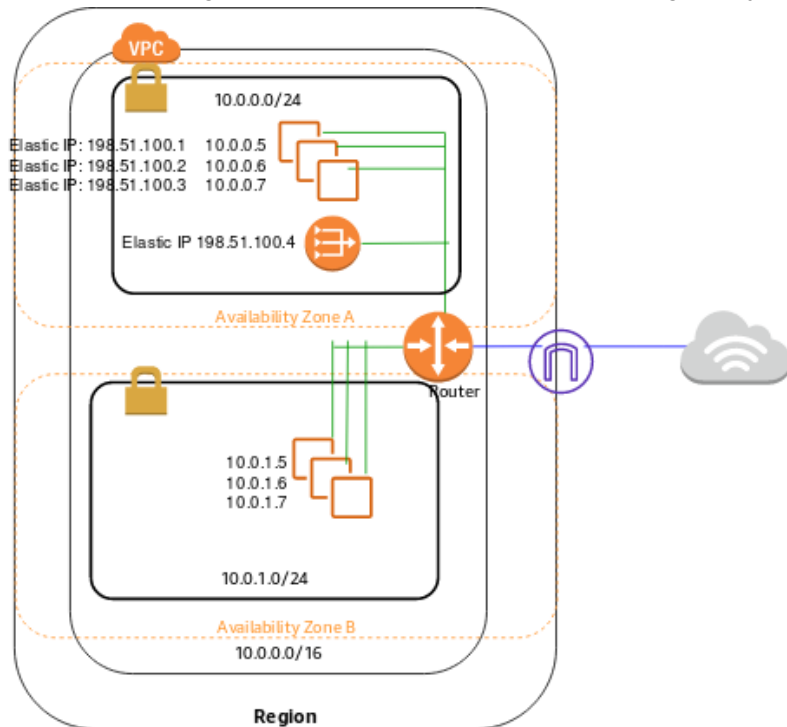 VPC
10.0.0.0/24
Elastic IP: 198.51.100.1 10.0.0.5
Elastic IP: 198.51.100.2 10.0.0.6
Elastic IP: 198.51.100.3 10.0.0.7
Elastic IP 198.51.100.4
Availability Zone A
Router
10.0.1.5
10.0.1.6
10.0.1.7
10.0.1.0/24
Availability Zone B
10.0.0.0/16
Region